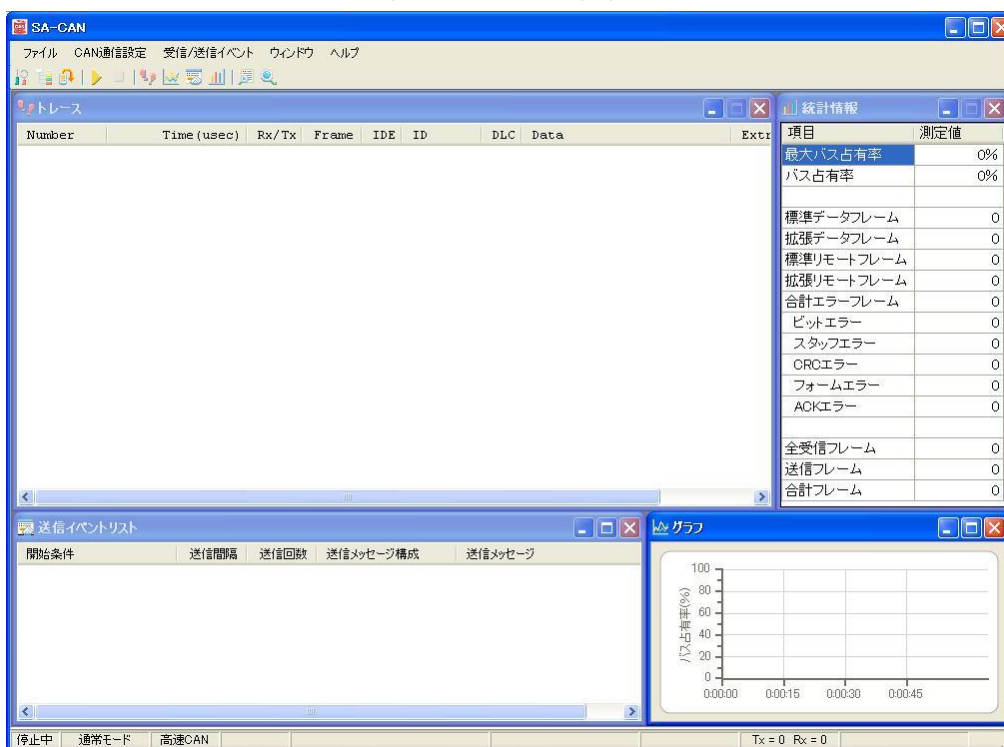 SA-CAN
ファイル CAN通信設定 受信/送信イベント ウィンドウ ヘルプ
トレース
Number Time(usec) Rx/Tx Frame IDE ID DLC Data Extr
統計情報
項目 測定値
最大バス占有率 0%
バス占有率 0%
標準データフレーム 0
拡張データフレーム 0
標準リモートフレーム 0
拡張リモートフレーム 0
合計エラーフレーム 0
ビットエラー 0
スタッフエラー 0
CRCエラー 0
フォームエラー 0
ACKエラー 0
全受信フレーム 0
送信フレーム 0
合計フレーム 0
送信イベントリスト
開始条件 送信間隔 送信回数 送信メッセージ構成 送信メッセージ
グラフ
バス占有率(%)
100
80
60
40
20
0
0:00:00 0:00:15 0:00:30 0:00:45
停止中 通常モード 高速CAN Tx = 0 Rx = 0